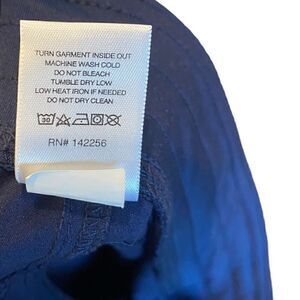 TURN GARMENT INSIDE OUT
MACHINE WASH COLD
DO NOT BLEACH
TUMBLE DRY LOW
LOW HEAT IRON IF NEEDED
DO NOT DRY CLEAN
30
RN# 142256